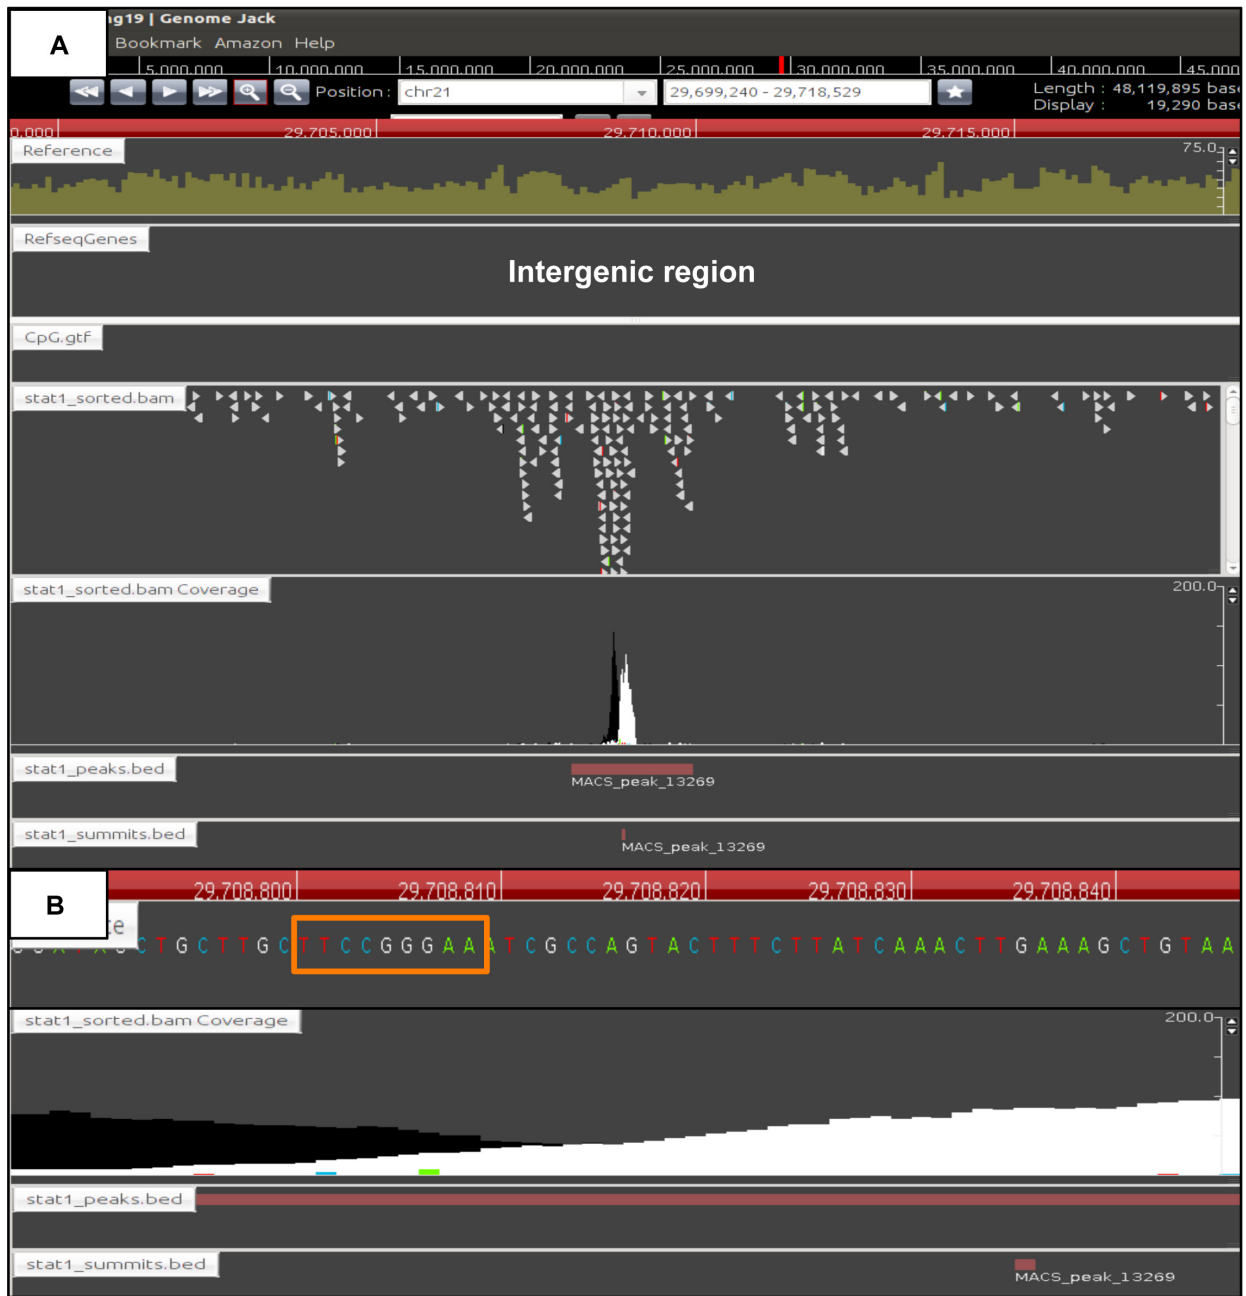 A
g19 | Genome Jack
Bookmark Amazon Help
5,000,000 10,000,000 15,000,000 20,000,000 25,000,000 30,000,000 35,000,000 40,000,000 45,000
Position : chr21 29,699,240 - 29,718,529 Length : 48,119,895 base
Display : 19,290 base
0,000 29,705,000 29,710,000 29,715,000
Reference 75.0
RefseqGenes
Intergenic region
CpG.gtf
stat1_sorted.bam
stat1_sorted.bam Coverage 200.0
stat1_peaks.bed
MACS_peak_13269
stat1_summits.bed
MACS_peak_13269
B
29,708,800 29,708,810 29,708,820 29,708,830 29,708,840
ce
C T G C T T G C T T C C G G G A A A T C G C C A G T A C T T T C T T A T C A A A C T T G A A A G C T G T A A
stat1_sorted.bam Coverage 200.0
stat1_peaks.bed
stat1_summits.bed
MACS_peak_13269